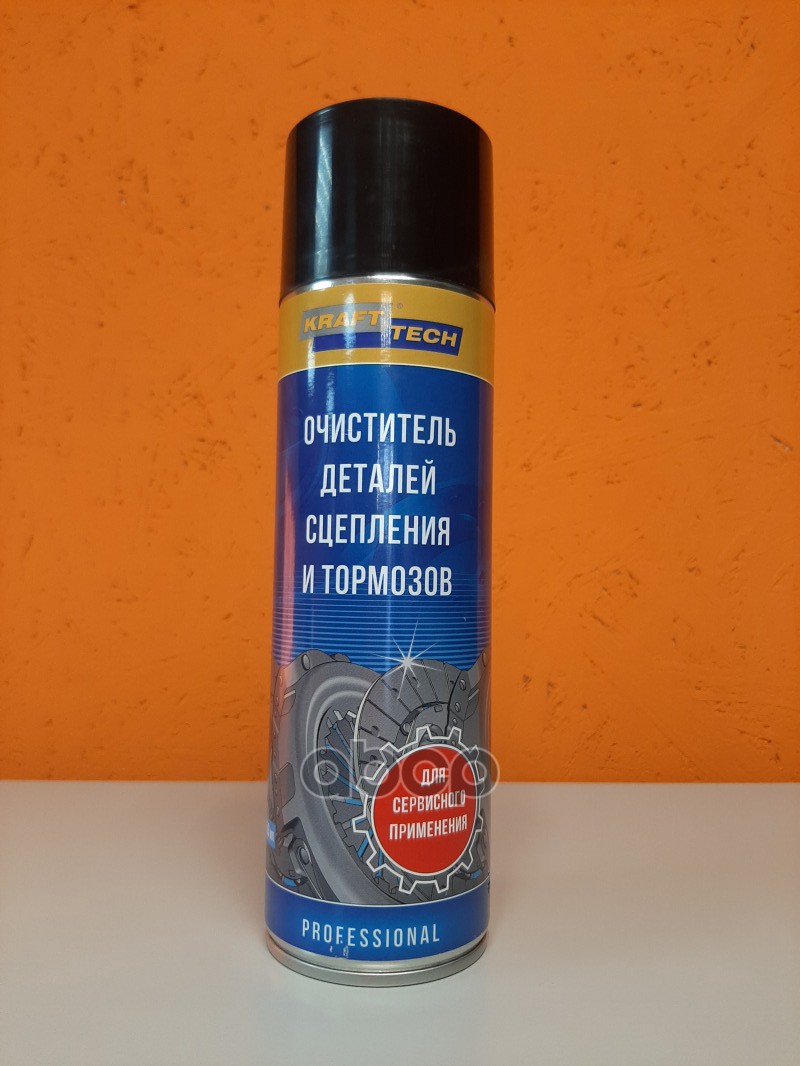 KRAFT ®
TECH
ОЧИСТИТЕЛЬ
ДЕТАЛЕЙ
СЦЕПЛЕНИЯ
И ТОРМОЗОВ
ДЛЯ
СЕРВИСНОГО
ПРИМЕНЕНИЯ
PROFESSIONAL